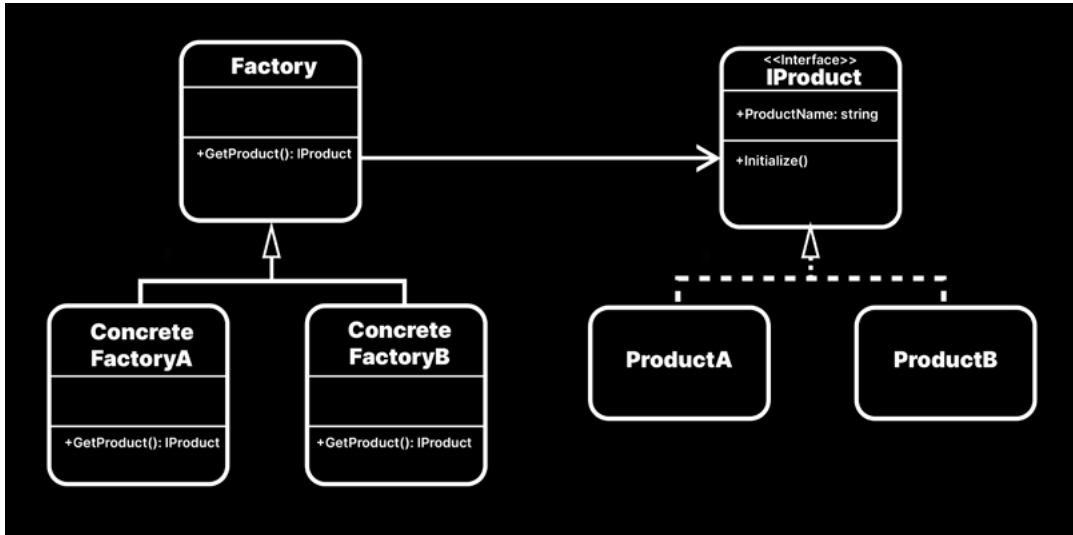 Factory
+GetProduct(): IProduct
<<Interface>>
IProduct
+ProductName: string
+Initialize()
Concrete
FactoryA
+GetProduct(): IProduct
Concrete
FactoryB
+GetProduct(): IProduct
ProductA
ProductB